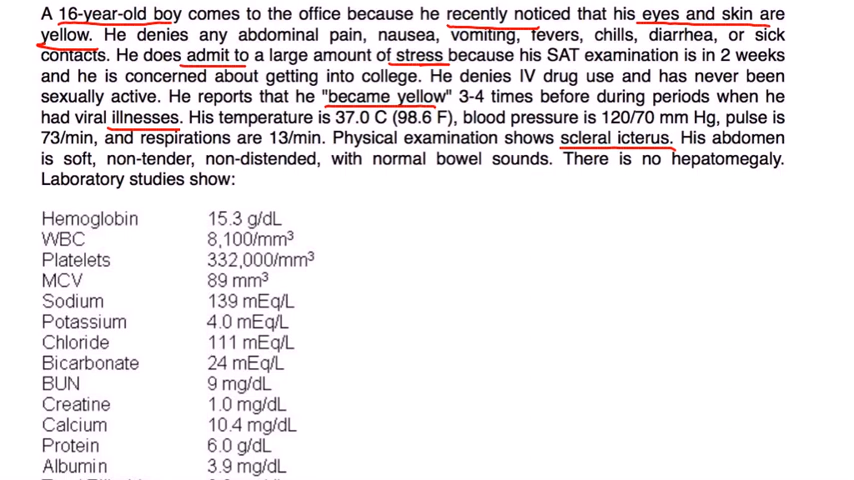 A 16-year-old boy comes to the office because he recently noticed that his eyes and skin are
yellow. He denies any abdominal pain, nausea, vomiting, fevers, chills, diarrhea, or sick
contacts. He does admit to a large amount of stress because his SAT examination is in 2 weeks
and he is concerned about getting into college. He denies IV drug use and has never been
sexually active. He reports that he "became yellow" 3-4 times before during periods when he
had viral illnesses. His temperature is 37.0 C (98.6 F), blood pressure is 120/70 mm Hg, pulse is
73/min, and respirations are 13/min. Physical examination shows scleral icterus. His abdomen
is soft, non-tender, non-distended, with normal bowel sounds. There is no hepatomegaly.
Laboratory studies show:
Hemoglobin 15.3 g/dL
WBC 8,100/mm³
Platelets 332,000/mm³
MCV 89 mm³
Sodium 139 mEq/L
Potassium 4.0 mEq/L
Chloride 111 mEq/L
Bicarbonate 24 mEq/L
BUN 9 mg/dL
Creatine 1.0 mg/dL
Calcium 10.4 mg/dL
Protein 6.0 g/dL
Albumin 3.9 mg/dL